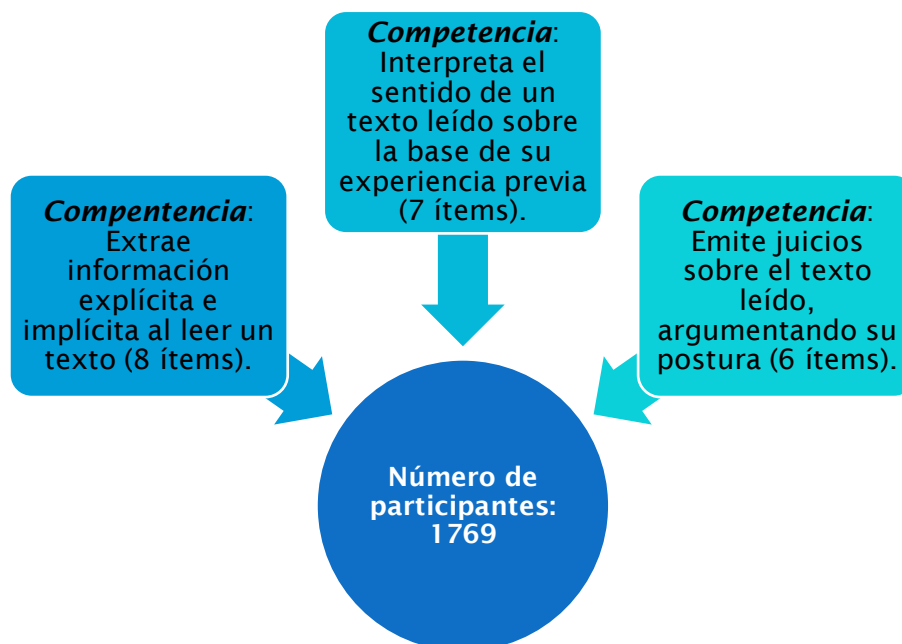 Compentencia:
Extrae
información
explícita e
implícita al leer un
texto (8 ítems).
Competencia:
Interpreta el
sentido de un
texto leído sobre
la base de su
experiencia previa
(7 ítems).
Competencia:
Emite juicios
sobre el texto
leído,
argumentando su
postura (6 ítems).
Número de
participantes:
1769